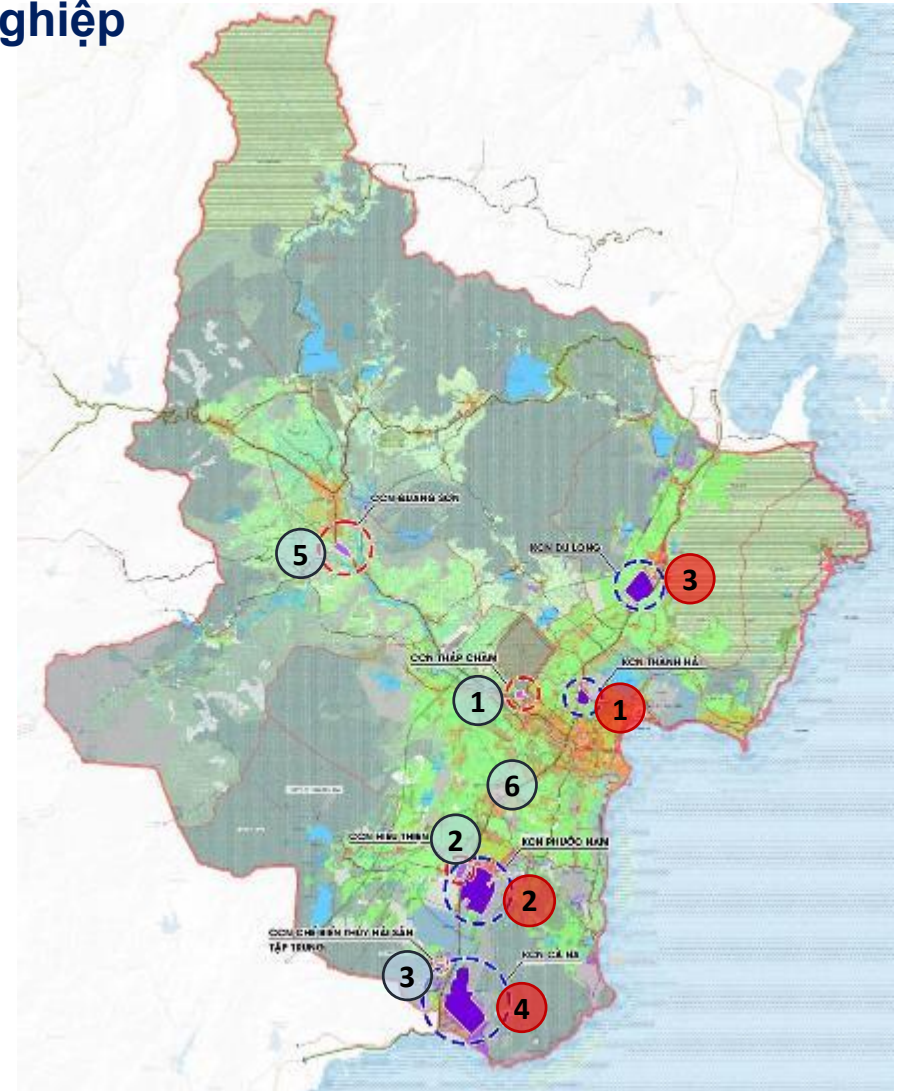 ghiệp
CCN QUẢNG SƠN
5
KCN DU LONG
3
CCN THÁP CHÀM
KCN THÀNH HẢI
1
1
6
CCN HIẾU THIỆN
2
KCN PHƯỚC NAM
2
CCN CHẾ BIẾN THỦY HẢI SẢN
TẬP TRUNG
KCN CÀ NÁ
3
4